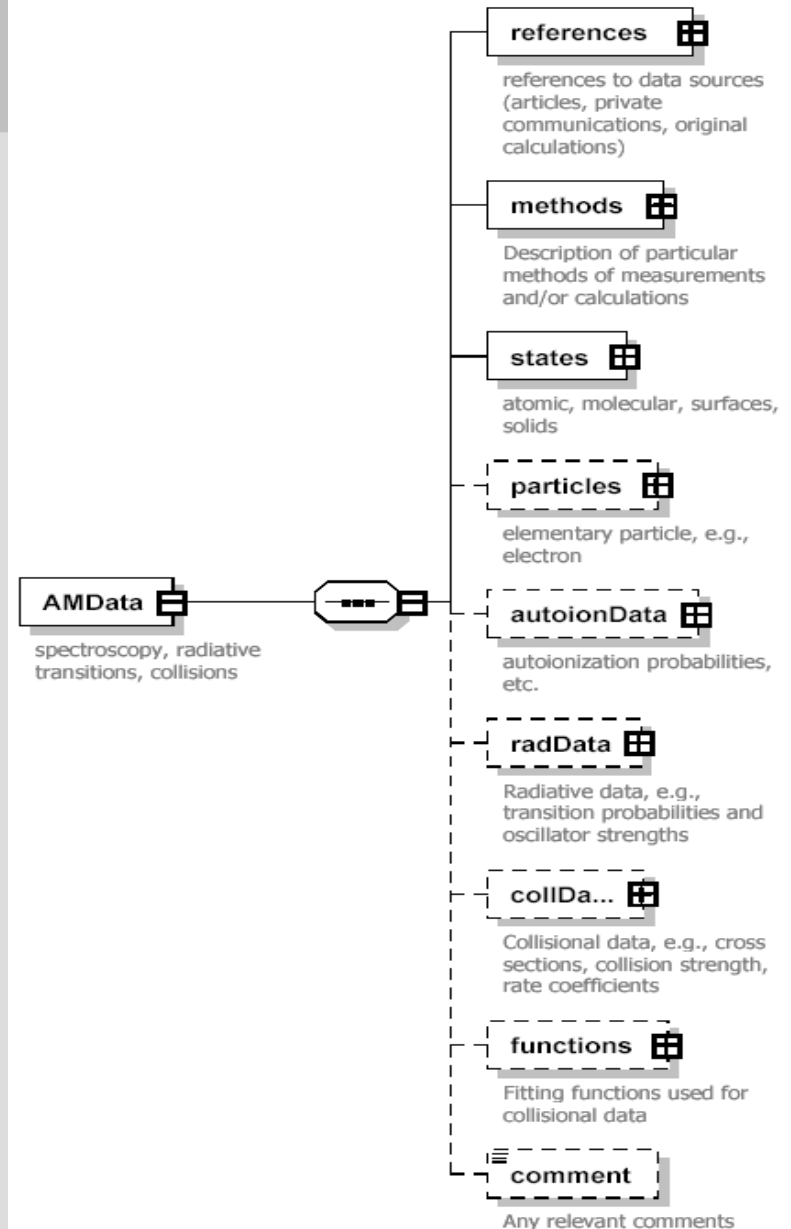 references
references to data sources
(articles, private
communications, original
calculations)
methods
Description of particular
methods of measurements
and/or calculations
states
atomic, molecular, surfaces,
solids
particles
elementary particle, e.g.,
electron
AMData
spectroscopy, radiative
transitions, collisions
autoionData
autoionization probabilities,
etc.
radData
Radiative data, e.g.,
transition probabilities and
oscillator strengths
collDa...
Collisional data, e.g., cross
sections, collision strength,
rate coefficients
functions
Fitting functions used for
collisional data
comment
Any relevant comments